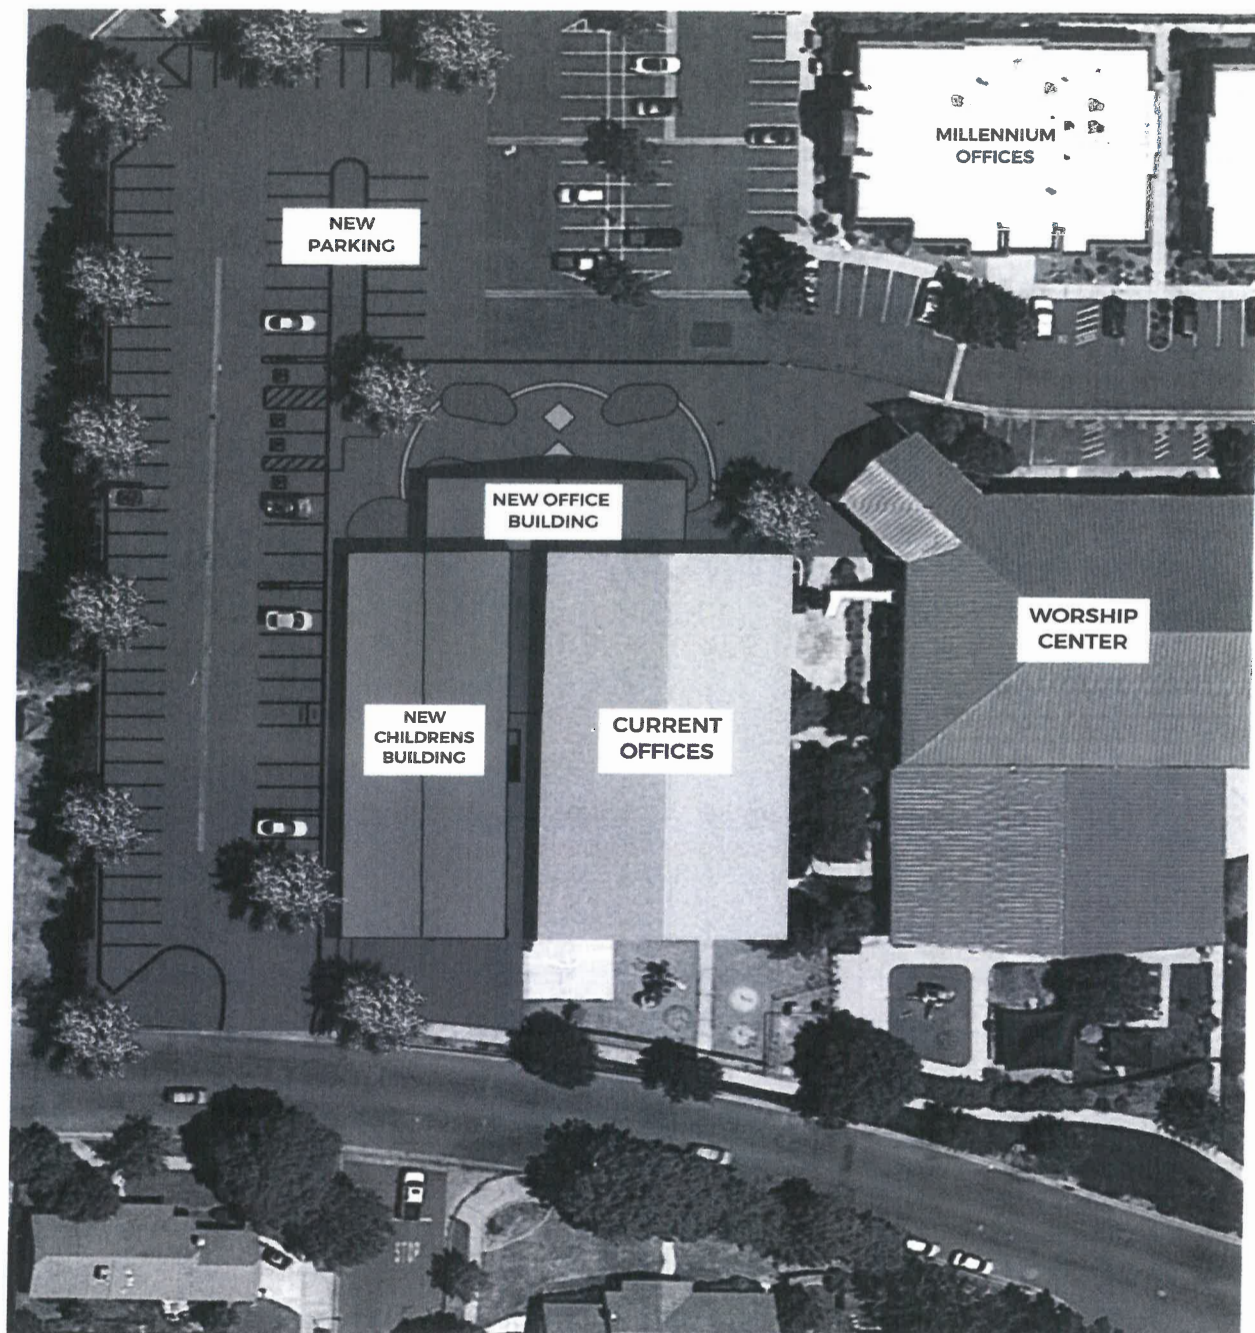 MILLENNIUM
OFFICES
NEW
PARKING
NEW OFFICE
BUILDING
WORSHIP
CENTER
NEW
CHILDRENS
BUILDING
CURRENT
OFFICES
STOP